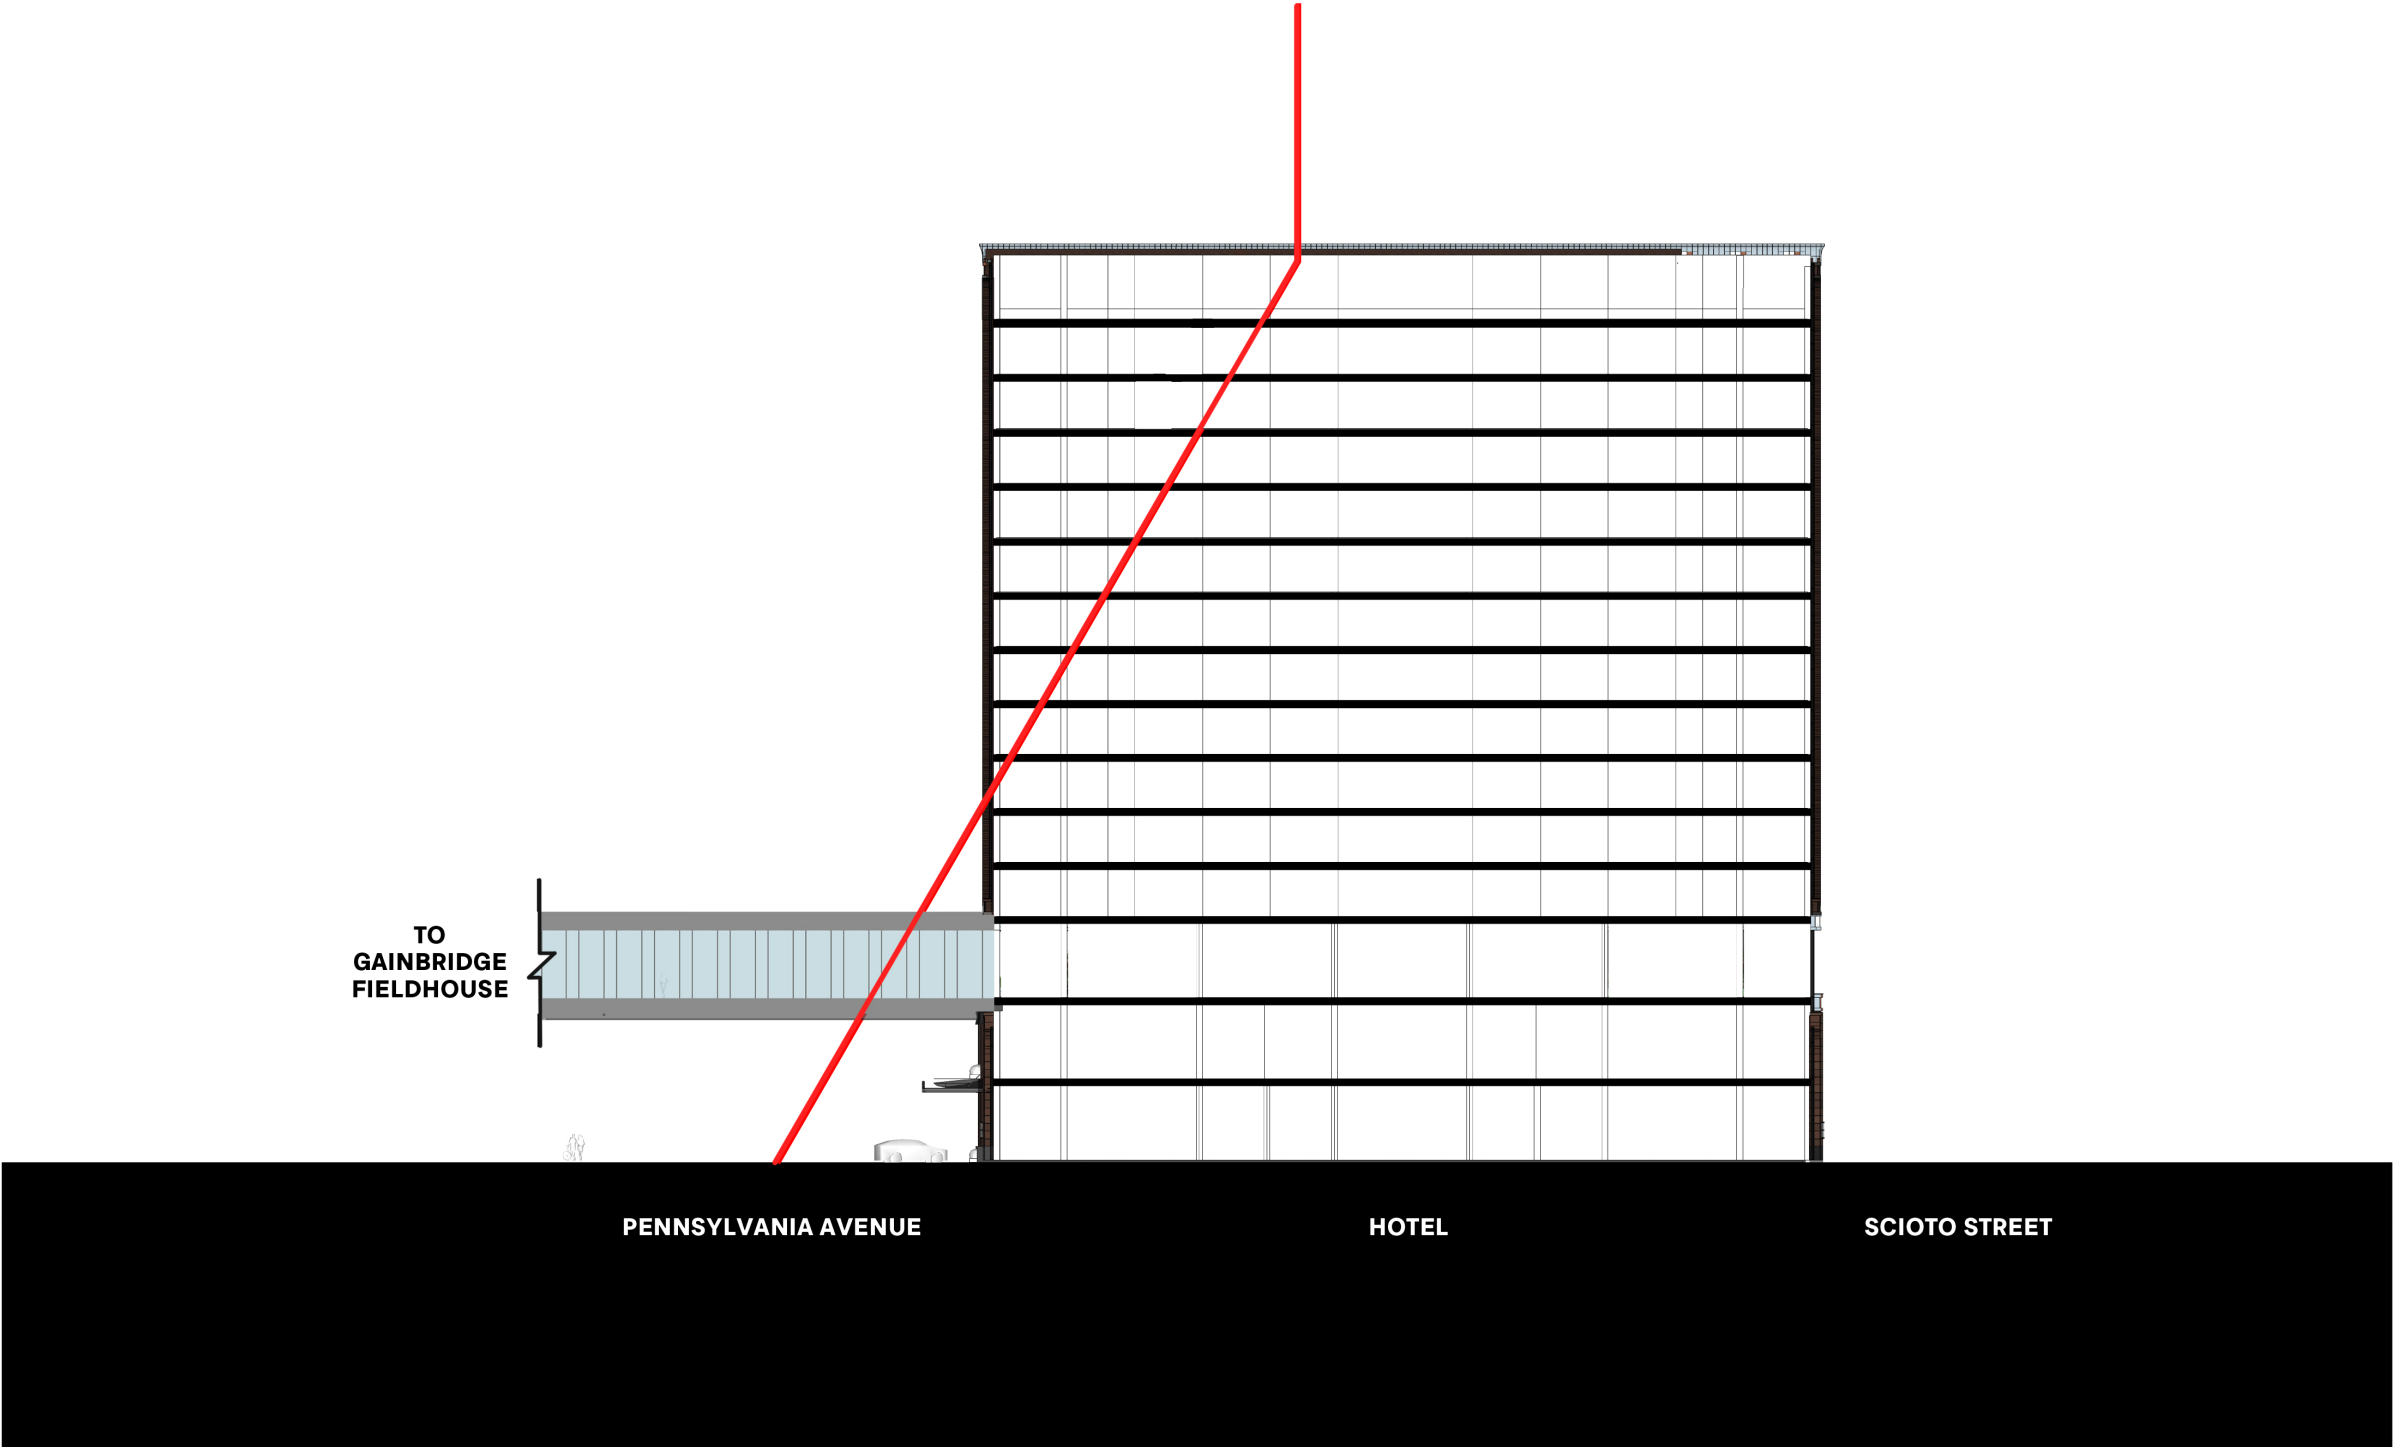 TO
GAINBRIDGE
FIELDHOUSE
PENNSYLVANIA AVENUE
HOTEL
SCIOTO STREET